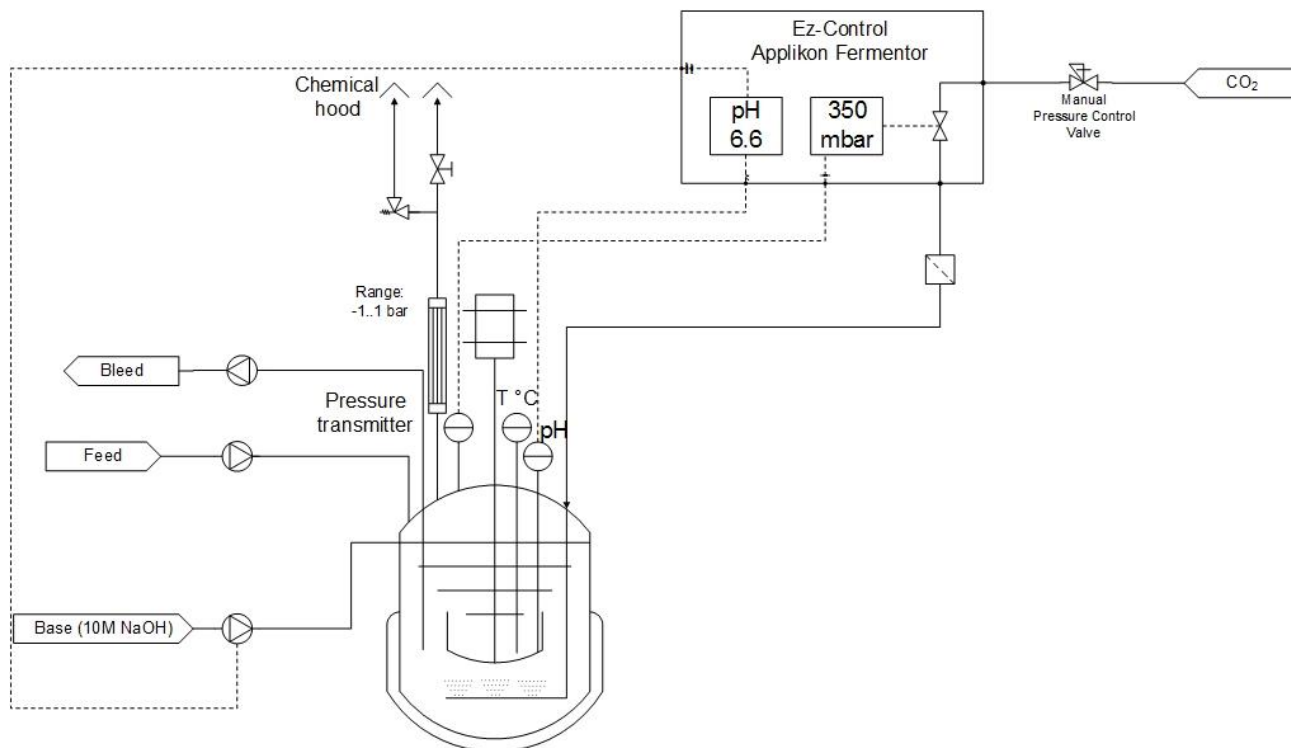 Ez-Control
Applikon Fermentor
Chemical
hood
pH
6.6
350
mbar
Manual
Pressure Control
Valve
CO₂
Range:
-1..1 bar
Bleed
Pressure
transmitter
T °C
pH
Feed
Base (10M NaOH)